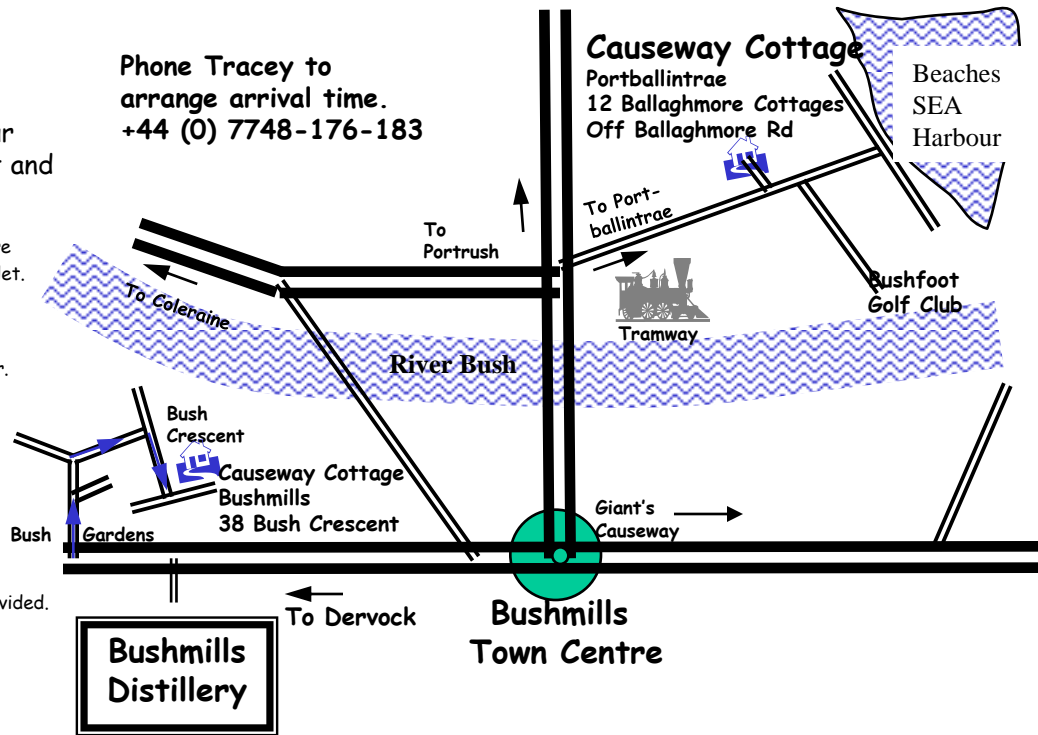 Phone Tracey to
arrange arrival time.
+44 (0) 7748-176-183
Causeway Cottage
Portballintrae
12 Ballaghmore Cottages
Off Ballaghmore Rd
Beaches
SEA
Harbour
and
To
Portrush
To Port-
ballintrae
To Coleraine
Tramway
Bushfoot
Golf Club
River Bush
Bush
Crescent
Causeway Cottage
Bushmills
38 Bush Crescent
Bush Gardens
Giant's
Causeway
To Dervock
Bushmills
Town Centre
Bushmills
Distillery